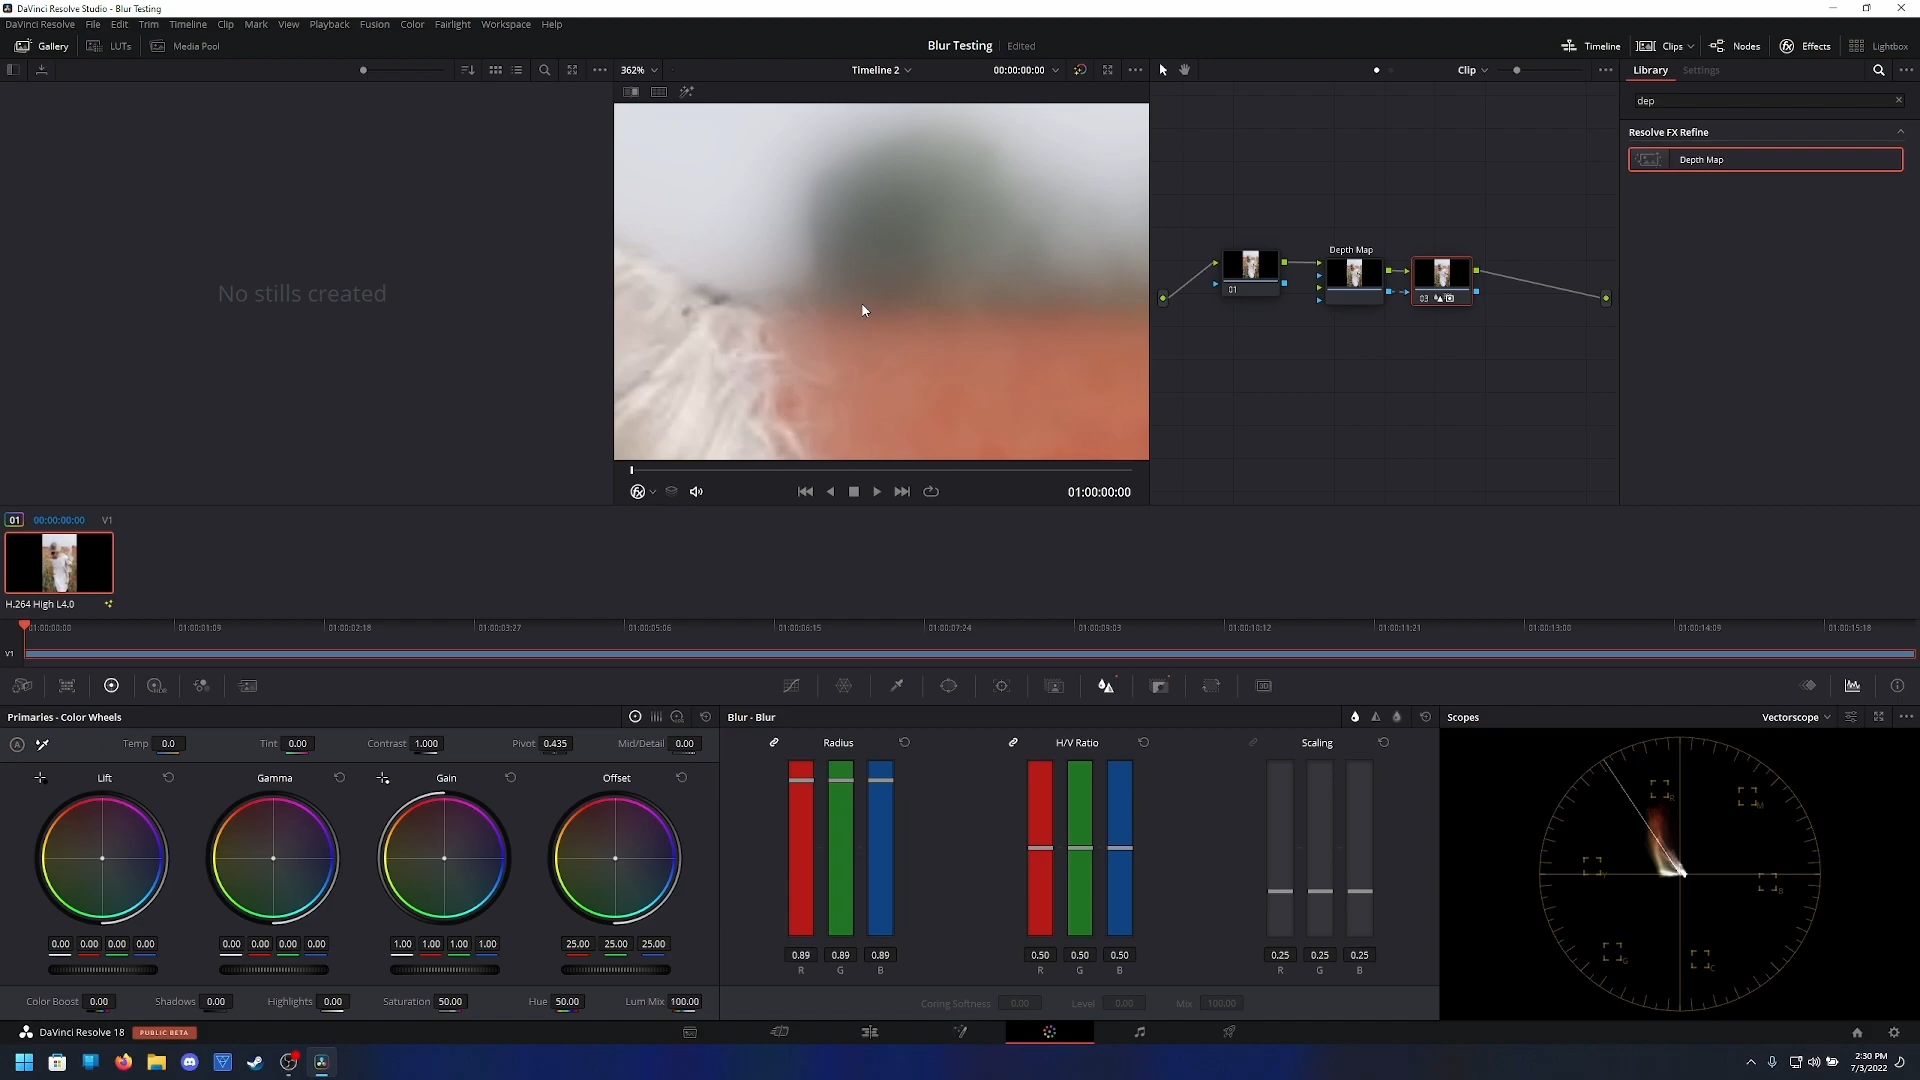 DaVinci Resolve Studio - Blur Testing
DaVinci Resolve File Edit Trim Timeline Clip Mark View Playback Fusion Color Fairlight Workspace Help
Gallery LUTs Media Pool Blur Testing Edited Timeline Clips Nodes Effects Lightbox
362% Timeline 2 00:00:00:00 Clip Library Settings
dep
Resolve FX Refine
Depth Map
Depth Map
01
03
No stills created
01:00:00:00
01 00:00:00:00 V1
H.264 High L4.0
01:00:00:00 01:00:01:09 01:00:02:18 01:00:03:27 01:00:05:06 01:00:06:15 01:00:07:24 01:00:09:03 01:00:10:12 01:00:11:21 01:00:13:00 01:00:14:09 01:00:15:18
V1
HDR
3D
Primaries - Color Wheels Blur - Blur Scopes Vectorscope
A Temp 0.0 Tint 0.00 Contrast 1.000 Pivot 0.435 Mid/Detail 0.00
Radius H/V Ratio Scaling
Lift Gamma Gain Offset
R M
Y B
G C
0.00 0.00 0.00 0.00 0.00 0.00 0.00 0.00 1.00 1.00 1.00 1.00 25.00 25.00 25.00
0.89 0.89 0.89 0.50 0.50 0.50 0.25 0.25 0.25
R G B R G B R G B
Color Boost 0.00 Shadows 0.00 Highlights 0.00 Saturation 50.00 Hue 50.00 Lum Mix 100.00
Coring Softness 0.00 Level 0.00 Mix 100.00
DaVinci Resolve 18 PUBLIC BETA
2:30 PM
7/3/2022